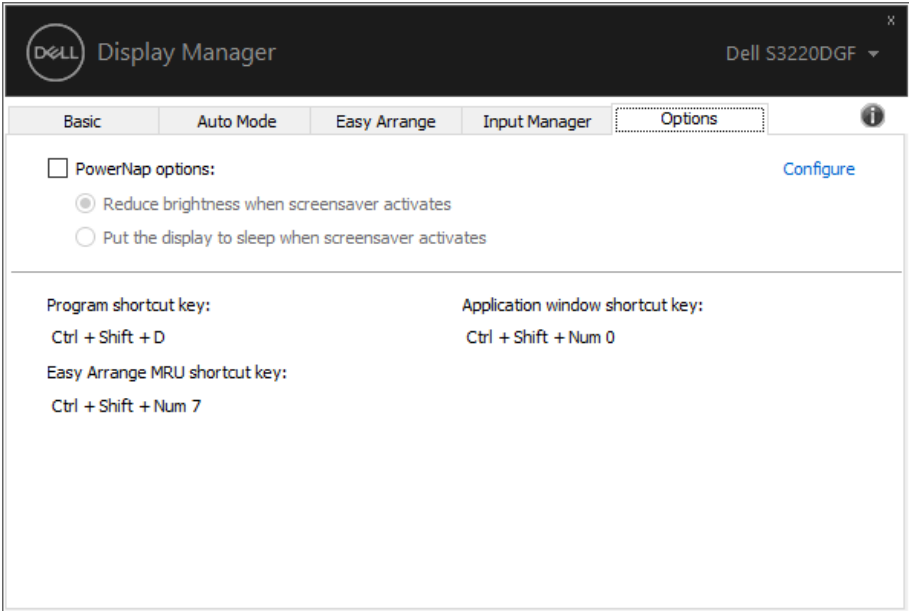 DELL Display Manager
x
Dell S3220DGF
Basic Auto Mode Easy Arrange Input Manager Options
PowerNap options: Configure
Reduce brightness when screensaver activates
Put the display to sleep when screensaver activates
Program shortcut key: Application window shortcut key:
Ctrl + Shift + D Ctrl + Shift + Num 0
Easy Arrange MRU shortcut key:
Ctrl + Shift + Num 7